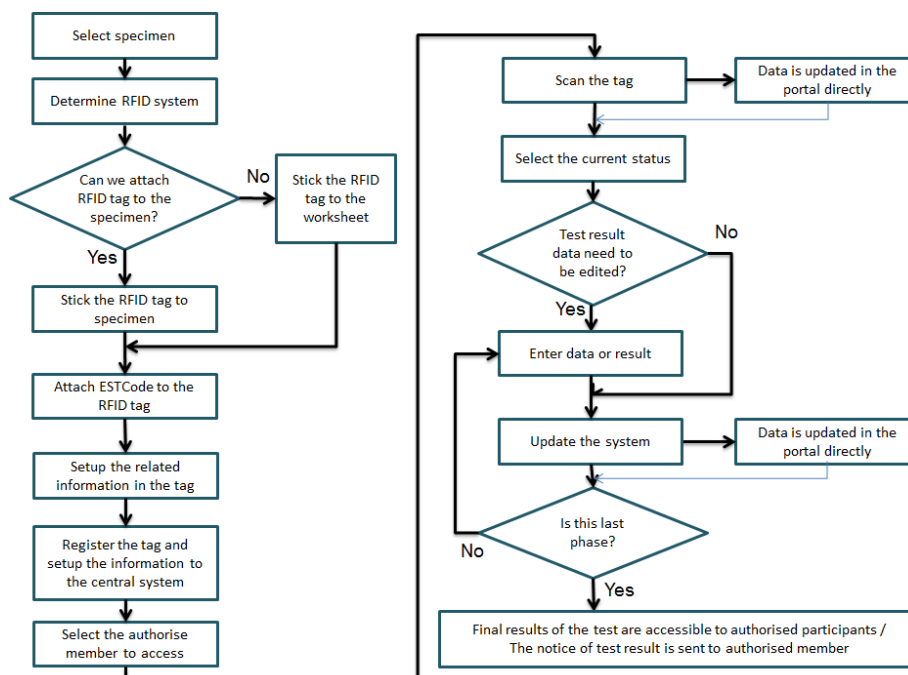 Select specimen
Determine RFID system
Can we attach
RFID tag to the
specimen?
No
Stick the RFID
tag to the
worksheet
Yes
Stick the RFID tag to
specimen
Attach ESTCode to the
RFID tag
Setup the related
information in the tag
Register the tag and
setup the information to
the central system
Select the authorise
member to access
Scan the tag
Data is updated in the
portal directly
Select the current status
Test result
data need to
be edited?
No
Yes
Enter data or result
Update the system
Data is updated in the
portal directly
Is this last
phase?
No
Yes
Final results of the test are accessible to authorised participants /
The notice of test result is sent to authorised member